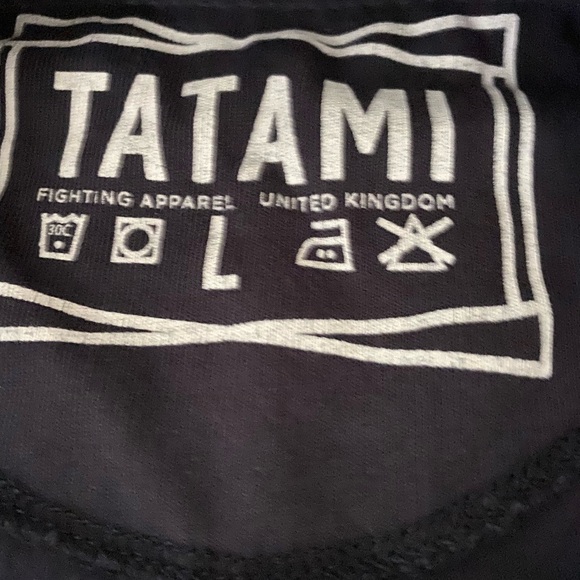 TATAMI
FIGHTING APPAREL UNITED KINGDOM
30C L